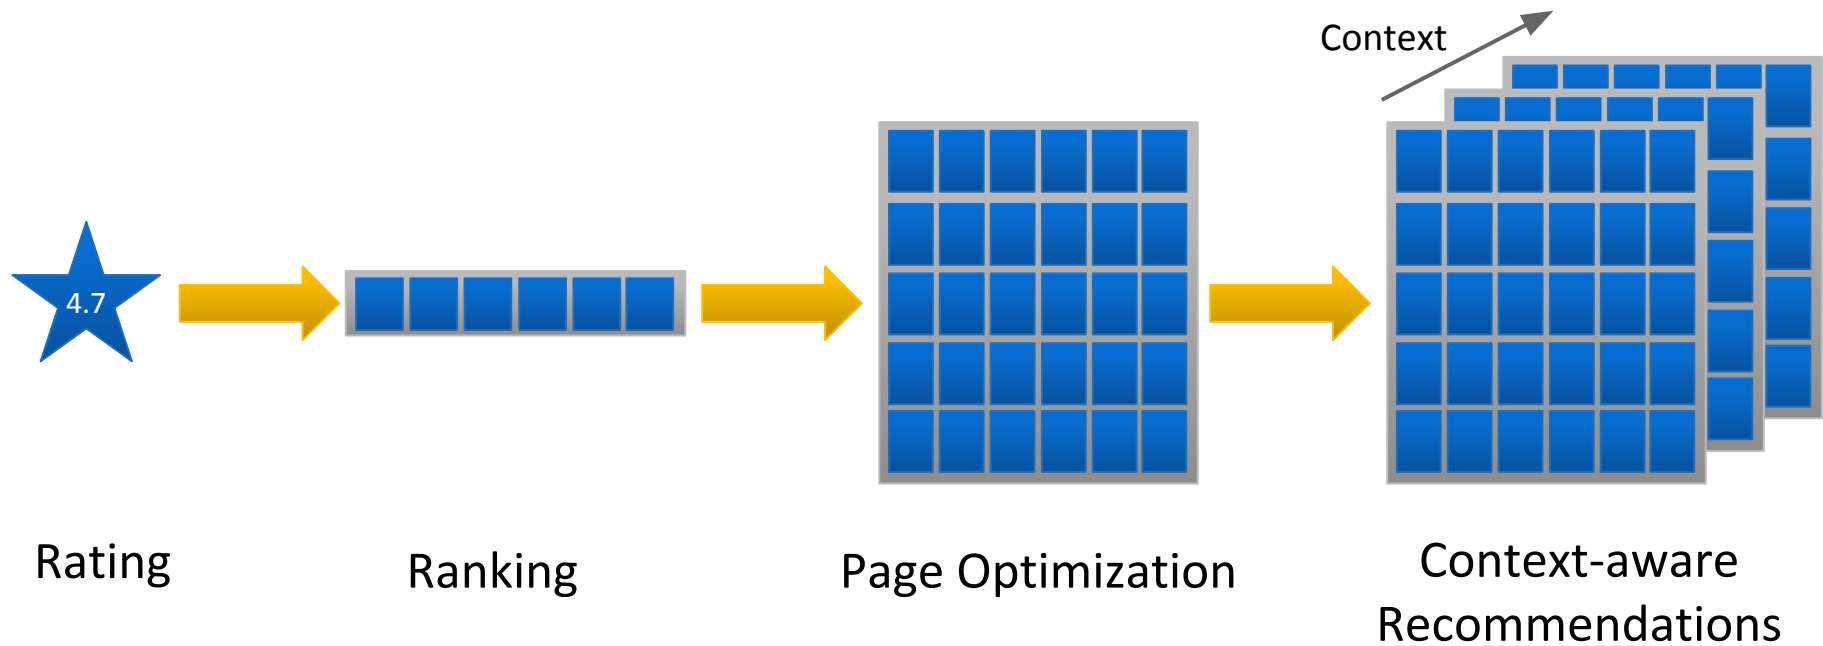 Context
4.7
Rating
Ranking
Page Optimization
Context-aware
Recommendations